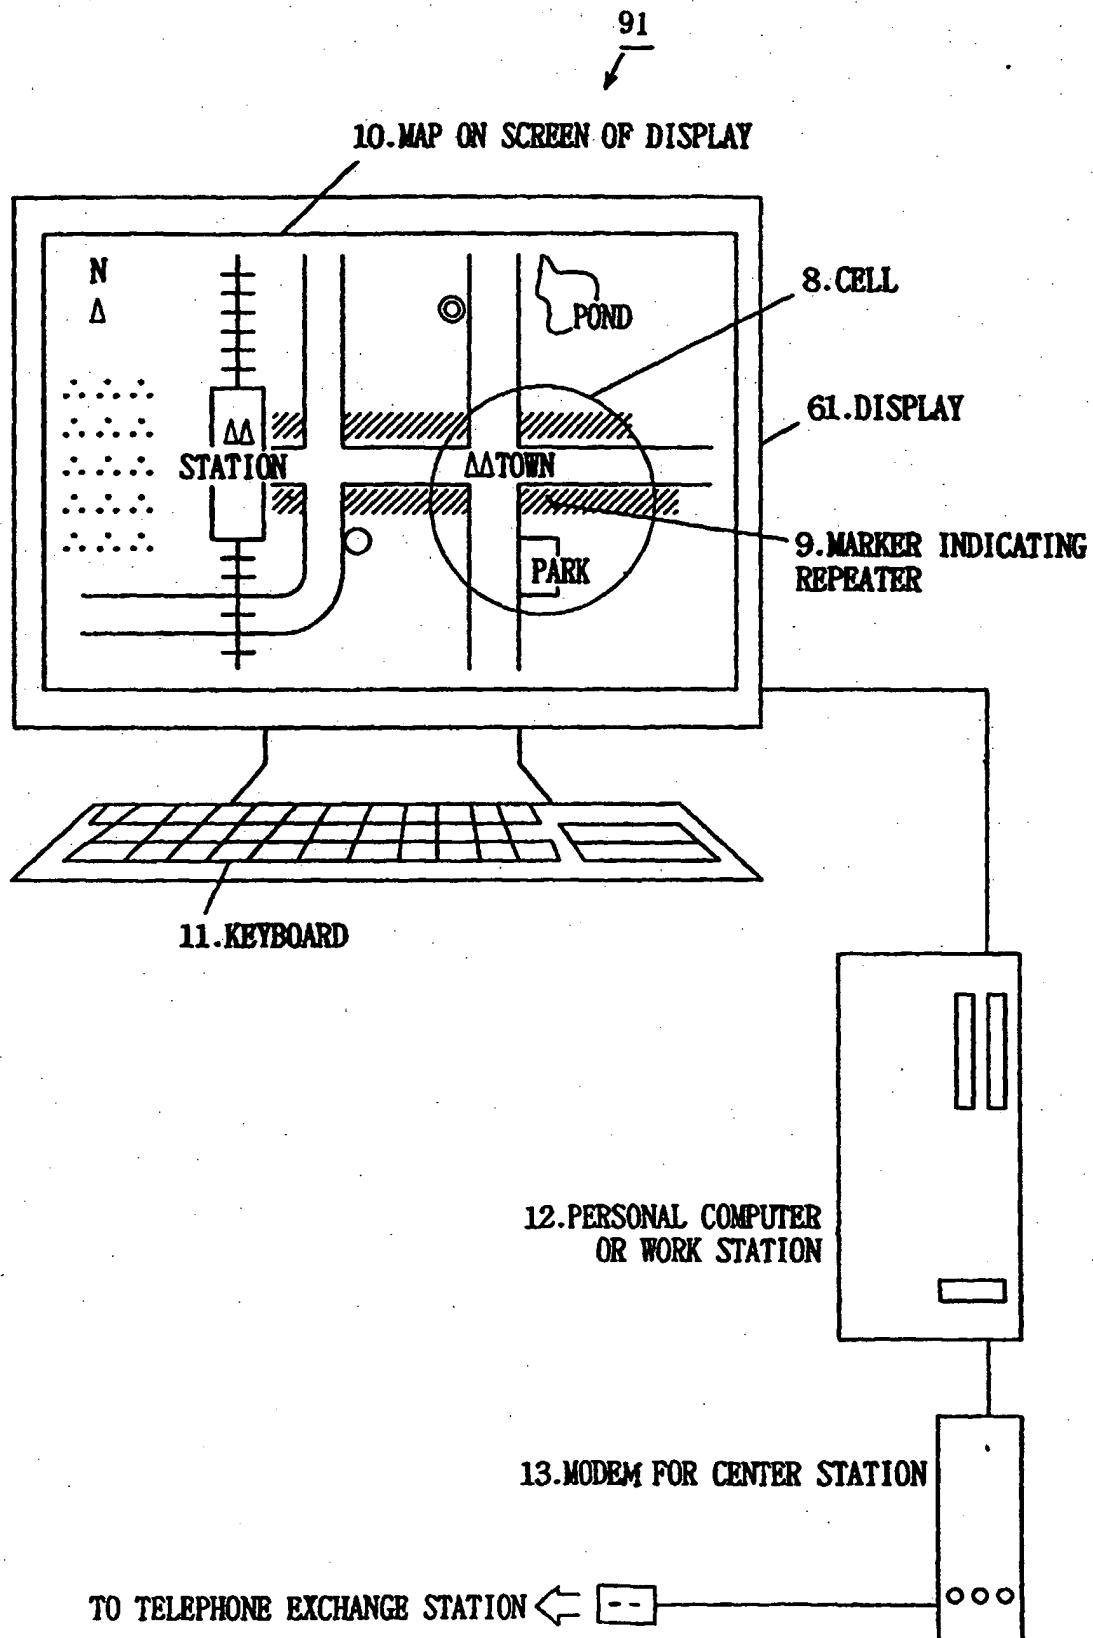 91
10.MAP ON SCREEN OF DISPLAY
N
8.CELL
POND
61.DISPLAY
ΔΔ
STATION
ΔΔTOWN
9.MARKER INDICATING
REPEATER
PARK
11.KEYBOARD
12.PERSONAL COMPUTER
OR WORK STATION
13.MODEM FOR CENTER STATION
TO TELEPHONE EXCHANGE STATION